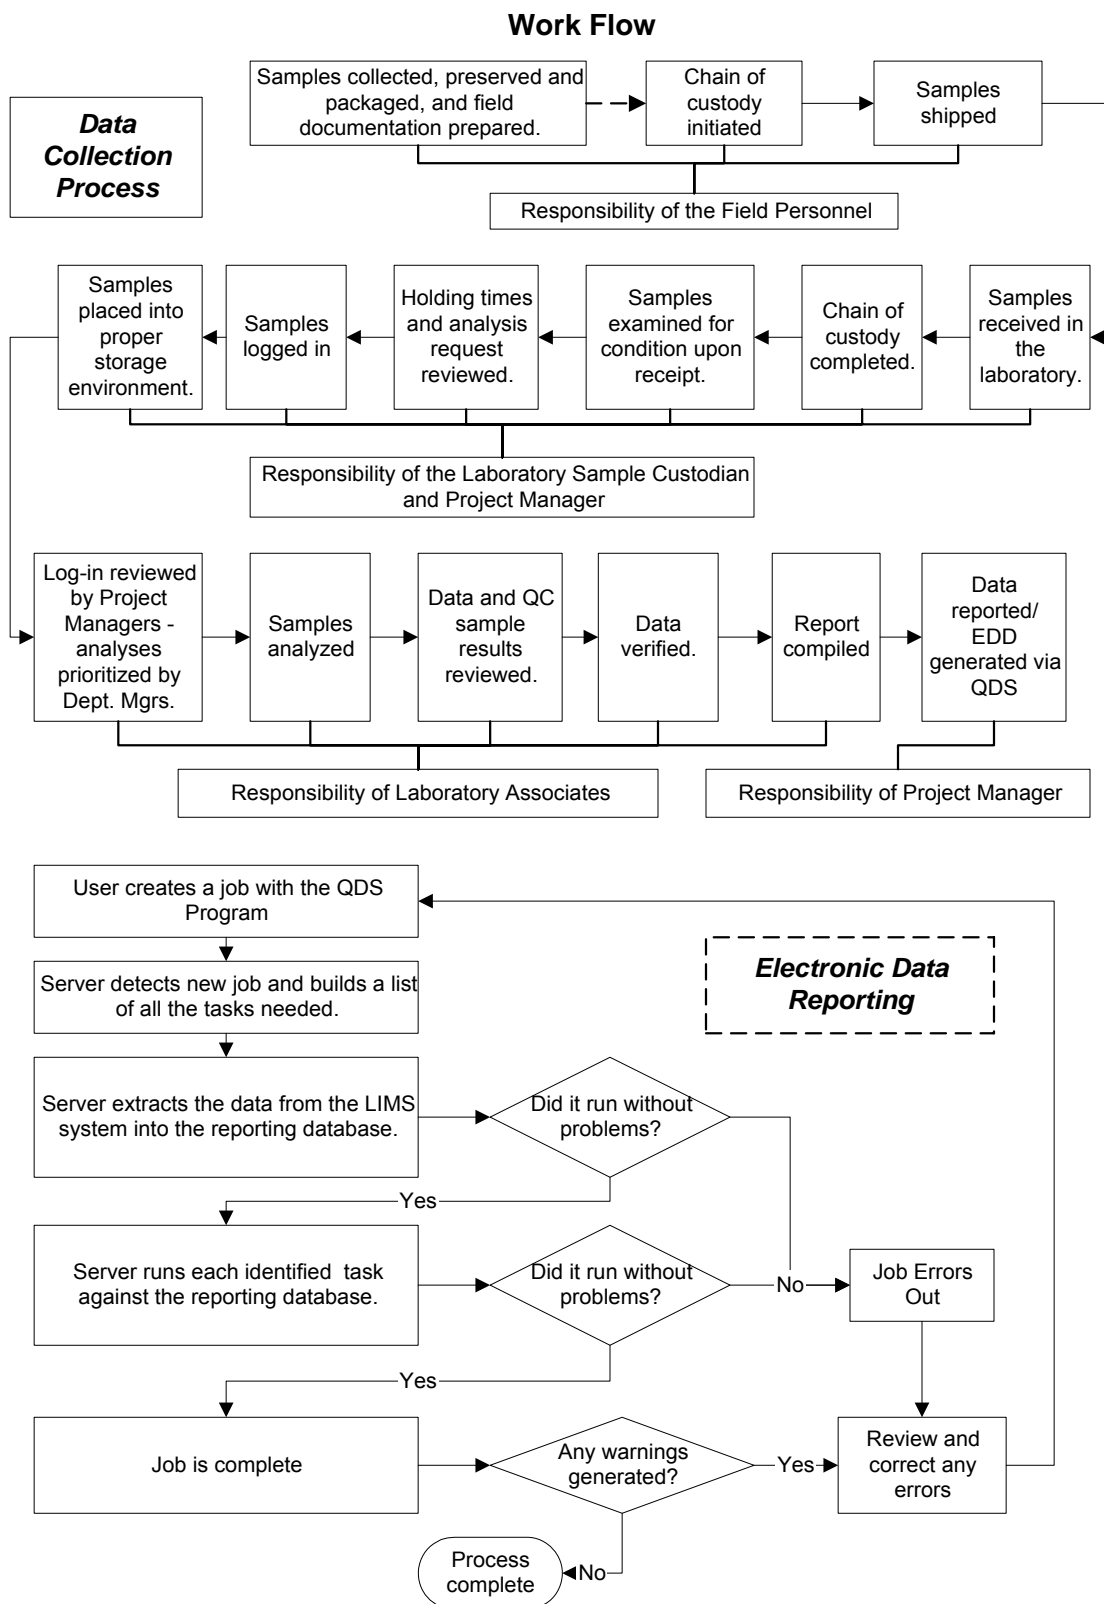 Work Flow
Data
Collection
Process
Samples collected, preserved and
packaged, and field
documentation prepared.
Chain of
custody
initiated
Samples
shipped
Responsibility of the Field Personnel
Samples
placed into
proper
storage
environment.
Samples
logged in
Holding times
and analysis
request
reviewed.
Samples
examined for
condition upon
receipt.
Chain of
custody
completed.
Samples
received in
the
laboratory.
Responsibility of the Laboratory Sample Custodian
and Project Manager
Log-in reviewed
by Project
Managers -
analyses
prioritized by
Dept. Mgrs.
Samples
analyzed
Data and QC
sample
results
reviewed.
Data
verified.
Report
compiled
Data
reported/
EDD
generated via
QDS
Responsibility of Laboratory Associates
Responsibility of Project Manager
User creates a job with the QDS
Program
Electronic Data
Reporting
Server detects new job and builds a list
of all the tasks needed.
Server extracts the data from the LIMS
system into the reporting database.
Did it run without
problems?
Yes
Server runs each identified  task
against the reporting database.
Did it run without
problems?
No
Job Errors
Out
Yes
Job is complete
Any warnings
generated?
Yes
Review and
correct any
errors
Process
complete
No